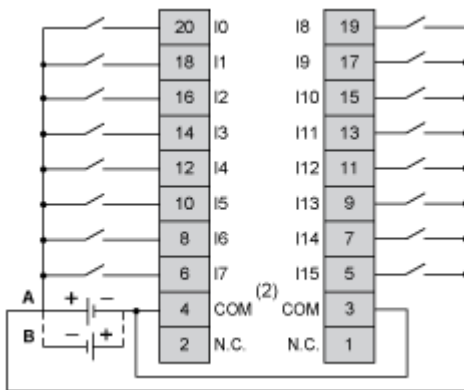 20 I0 I8 19
18 I1 I9 17
16 I2 I10 15
14 I3 I11 13
12 I4 I12 11
10 I5 I13 9
8 I6 I14 7
6 I7 I15 5
A + − 4 COM (2) COM 3
B − + 2 N.C. N.C. 1